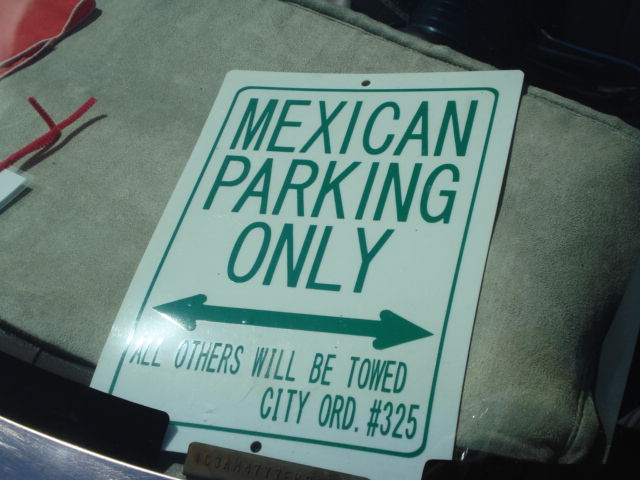 MEXICAN
PARKING
ONLY
ALL OTHERS WILL BE TOWED
CITY ORD. #325